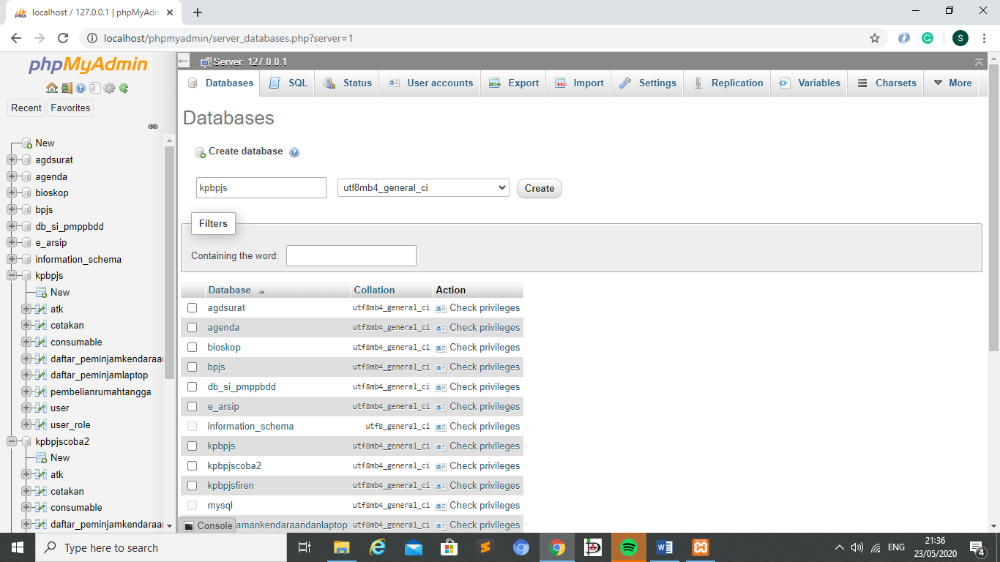 localhost / 127.0.0.1 | phpMyAdm
localhost/phpmyadmin/server_databases.php?server=1
S
phpMyAdmin
Recent
Favorites
New
agdsurat
agenda
bioskop
bpjs
db_si_pmppbdd
e_arsip
information_schema
kpbpjs
New
atk
cetakan
consumable
daftar_peminjamkendaraan
daftar_peminjamlaptop
pembelianrumahtangga
user
user_role
kpbpjscoba2
New
atk
cetakan
consumable
daftar_peminjamkendaraan
Server: 127.0.0.1
Databases
SQL
Status
User accounts
Export
Import
Settings
Replication
Variables
Charsets
More
Databases
Create database
kpbpjs
utf8mb4_general_ci
Create
Filters
Containing the word:
Database Collation Action
agdsurat utf8mb4_general_ci Check privileges
agenda utf8mb4_general_ci Check privileges
bioskop utf8mb4_general_ci Check privileges
bpjs utf8mb4_general_ci Check privileges
db_si_pmppbdd utf8mb4_general_ci Check privileges
e_arsip utf8mb4_general_ci Check privileges
information_schema utf8_general_ci Check privileges
kpbpjs utf8mb4_general_ci Check privileges
kpbpjscoba2 utf8mb4_general_ci Check privileges
kpbpjsfiren utf8mb4_general_ci Check privileges
mysql utf8mb4_general_ci Check privileges
amankendaraandanlaptop utf8mb4_general_ci Check privileges
Console
Type here to search
ENG
21:36
23/05/2020
4